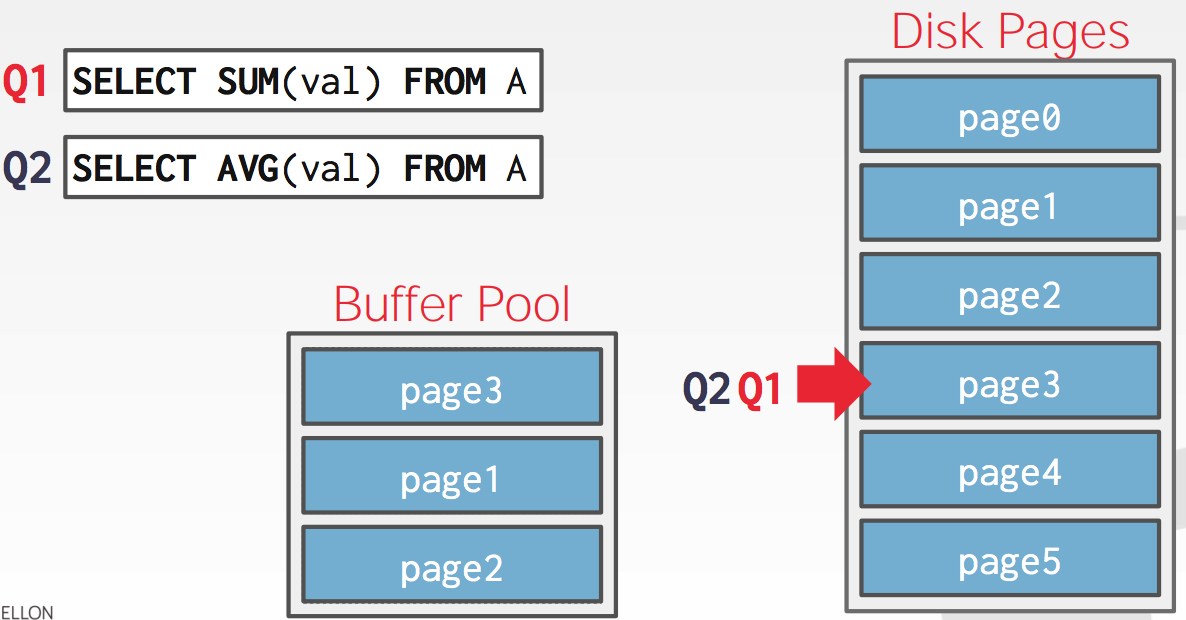 Disk Pages
Q1 SELECT SUM(val) FROM A
Q2 SELECT AVG(val) FROM A
Buffer Pool
page3
page1
page2
Q2 Q1
page0
page1
page2
page3
page4
page5
ELLON